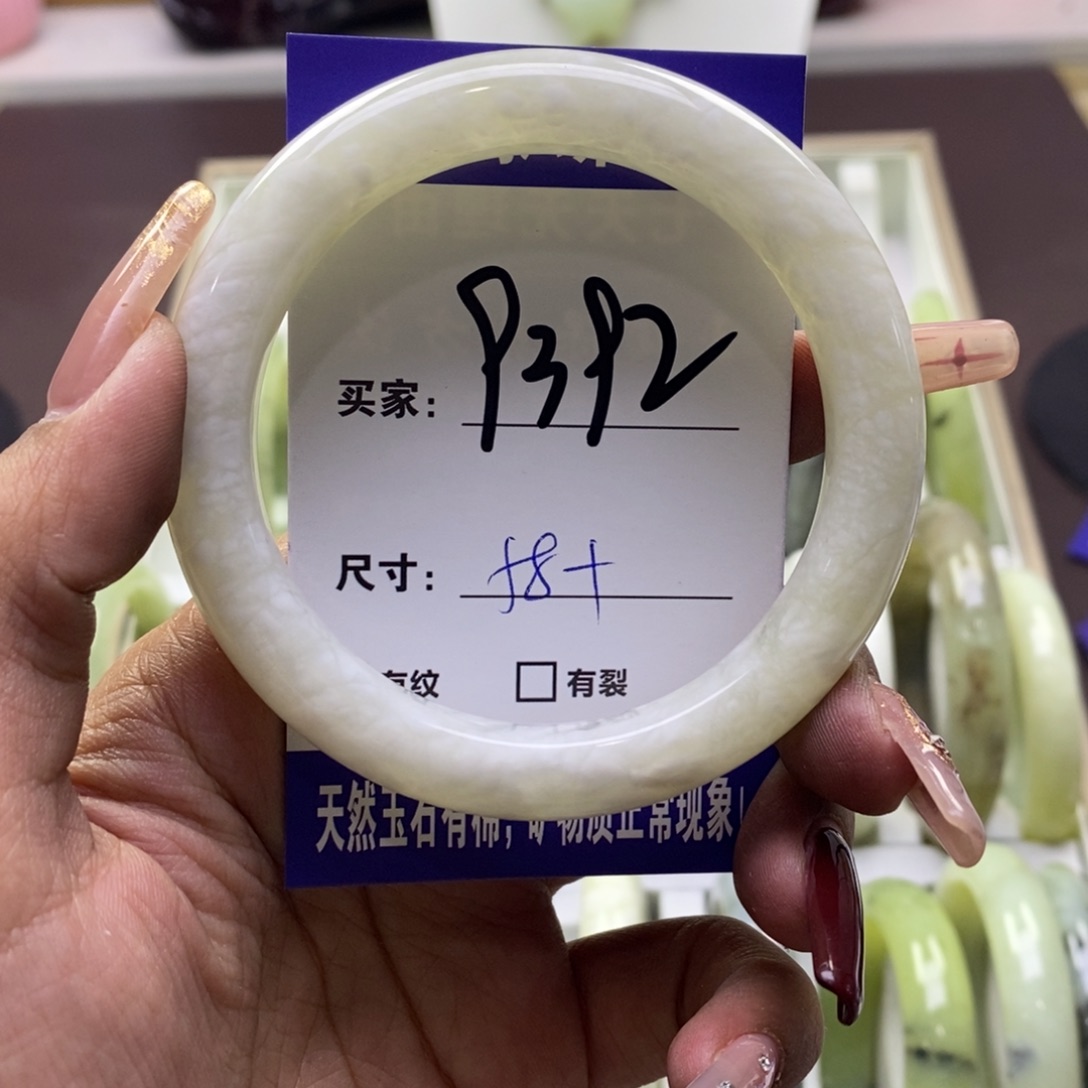 买家：P3P2
尺寸：58+
有纹 □有裂
天然玉石有棉，矿物质正常现象！